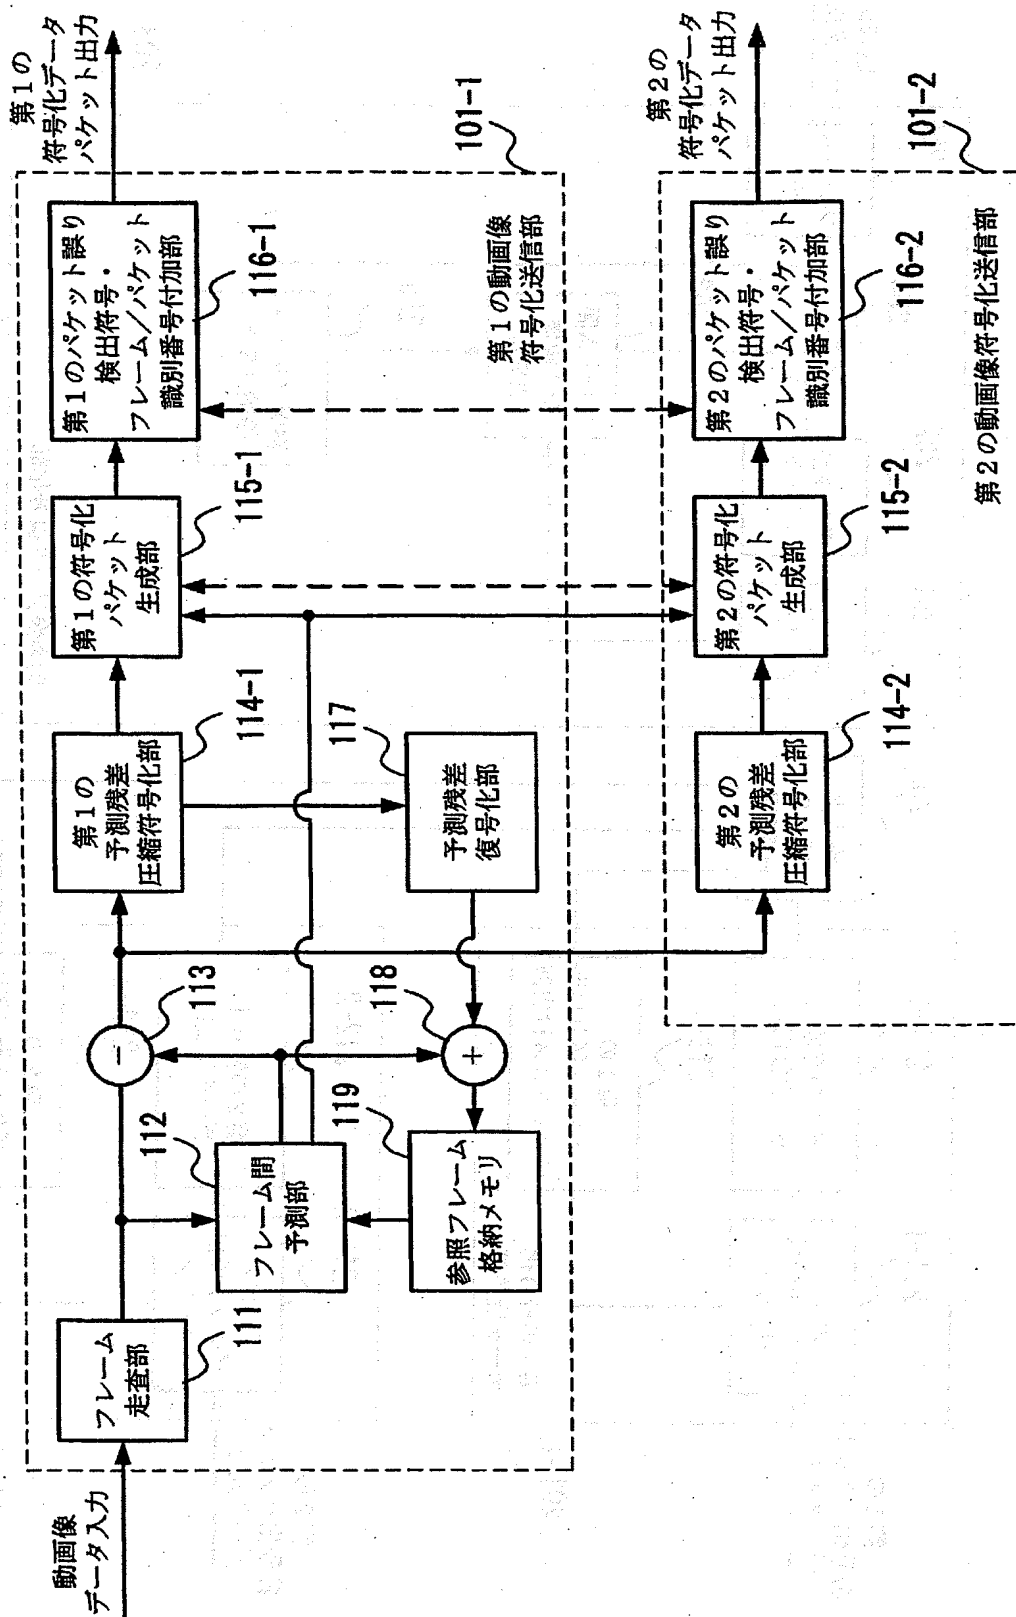 動画像
データ入力
フレーム
走査部
111
フレーム間
予測部
112
−
113
第1の
予測残差
圧縮符号化部
114-1
第1の符号化
パケット
生成部
115-1
第1のパケット誤り
検出符号・
フレーム/パケット
識別番号付加部
116-1
第1の
符号化データ
パケット出力
予測残差
復号化部
117
+
118
参照フレーム
格納メモリ
119
第1の動画像
符号化送信部
101-1
第2の
予測残差
圧縮符号化部
114-2
第2の符号化
パケット
生成部
115-2
第2のパケット誤り
検出符号・
フレーム/パケット
識別番号付加部
116-2
第2の
符号化データ
パケット出力
第2の動画像符号化送信部
101-2